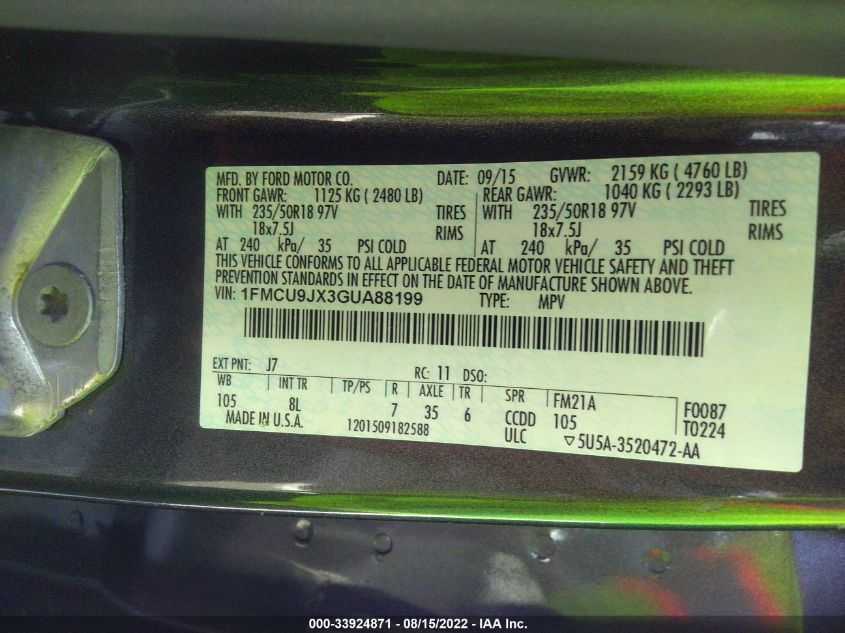 MFD. BY FORD MOTOR CO. DATE: 09/15 GVWR: 2159 KG ( 4760 LB)
FRONT GAWR: 1125 KG ( 2480 LB) REAR GAWR: 1040 KG ( 2293 LB)
WITH 235/50R18 97V TIRES WITH 235/50R18 97V TIRES
18x7.5J RIMS 18x7.5J RIMS
AT 240 kPa/ 35 PSI COLD AT 240 kPa/ 35 PSI COLD
THIS VEHICLE CONFORMS TO ALL APPLICABLE FEDERAL MOTOR VEHICLE SAFETY AND THEFT
PREVENTION STANDARDS IN EFFECT ON THE DATE OF MANUFACTURE SHOWN ABOVE.
VIN: 1FMCU9JX3GUA88199 TYPE: MPV
EXT PNT: J7 RC: 11 DSO:
WB INT TR TP/PS R AXLE TR SPR FM21A F0087
105 8L 7 35 6 CCDD 105 T0224
MADE IN U.S.A. 1201509182588 ULC ▽5U5A-3520472-AA
000-33924871 - 08/15/2022 - IAA Inc.